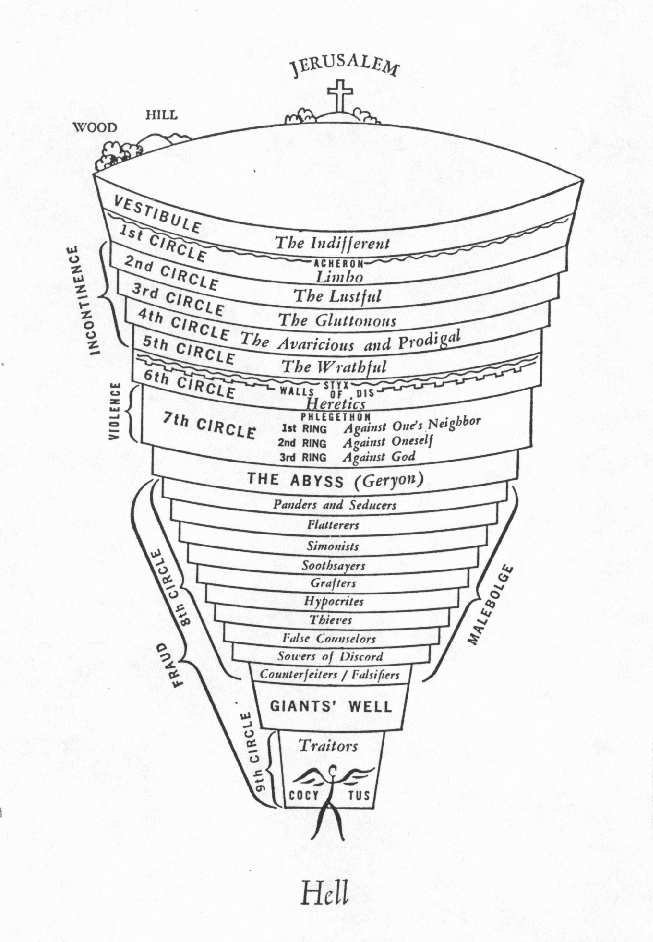 JERUSALEM
HILL
WOOD
VESTIBULE
The Indifferent
ACHERON
1st CIRCLE
Limbo
2nd CIRCLE
The Lustful
3rd CIRCLE
The Gluttonous
4th CIRCLE The Avaricious and Prodigal
5th CIRCLE
The Wrathful
STYX
6th CIRCLE
WALLS OF DIS
Heretics
INCONTINENCE
VIOLENCE
PHLEGETHON
7th CIRCLE
1st RING Against One's Neighbor
2nd RING Against Oneself
3rd RING Against God
THE ABYSS (Geryon)
Panders and Seducers
Flatterers
Simonists
Soothsayers
Grafters
Hypocrites
Thieves
False Counselors
Sowers of Discord
Counterfeiters / Falsifiers
8th CIRCLE
FRAUD
MALEBOLGE
GIANTS' WELL
9th CIRCLE
Traitors
COCY TUS
Hell